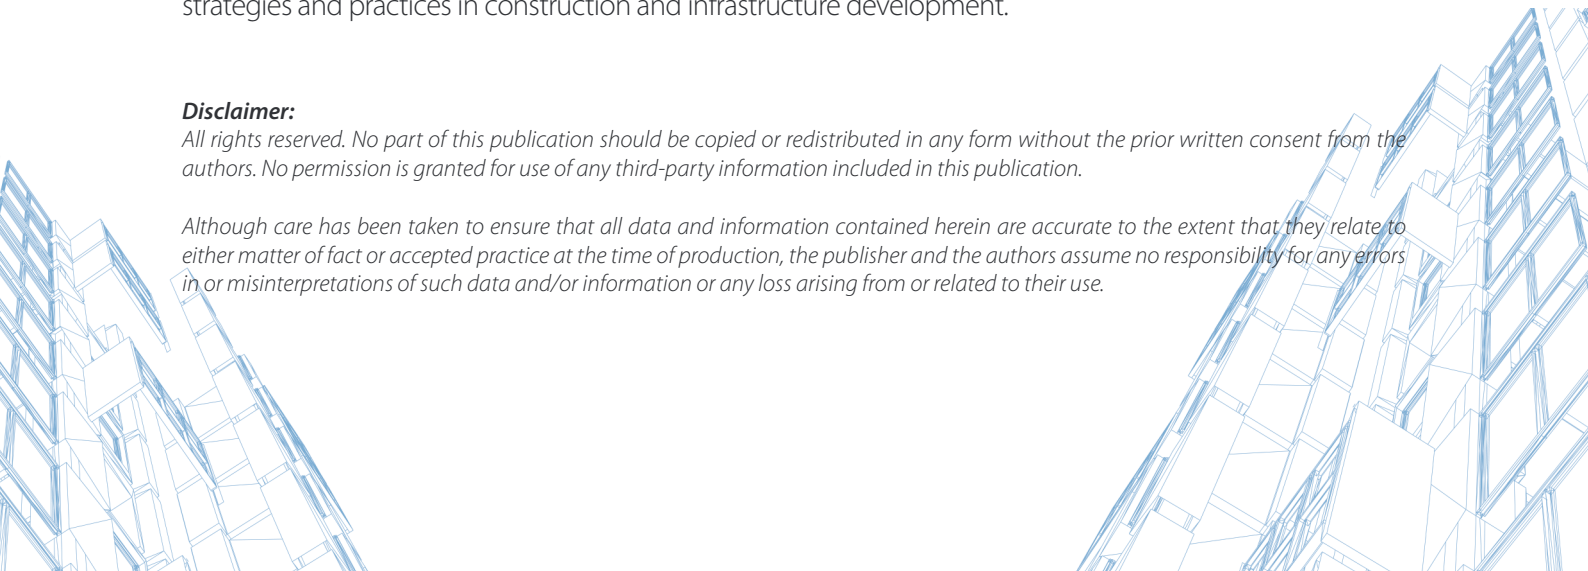 strategies and practices in construction and infrastructure development.
Disclaimer:
All rights reserved. No part of this publication should be copied or redistributed in any form without the prior written consent from the
authors. No permission is granted for use of any third-party information included in this publication.
Although care has been taken to ensure that all data and information contained herein are accurate to the extent that they relate to
either matter of fact or accepted practice at the time of production, the publisher and the authors assume no responsibility for any errors
in or misinterpretations of such data and/or information or any loss arising from or related to their use.